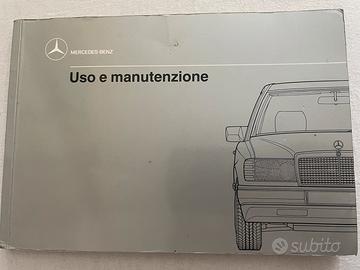 MERCEDES-BENZ
Uso e manutenzione
subito